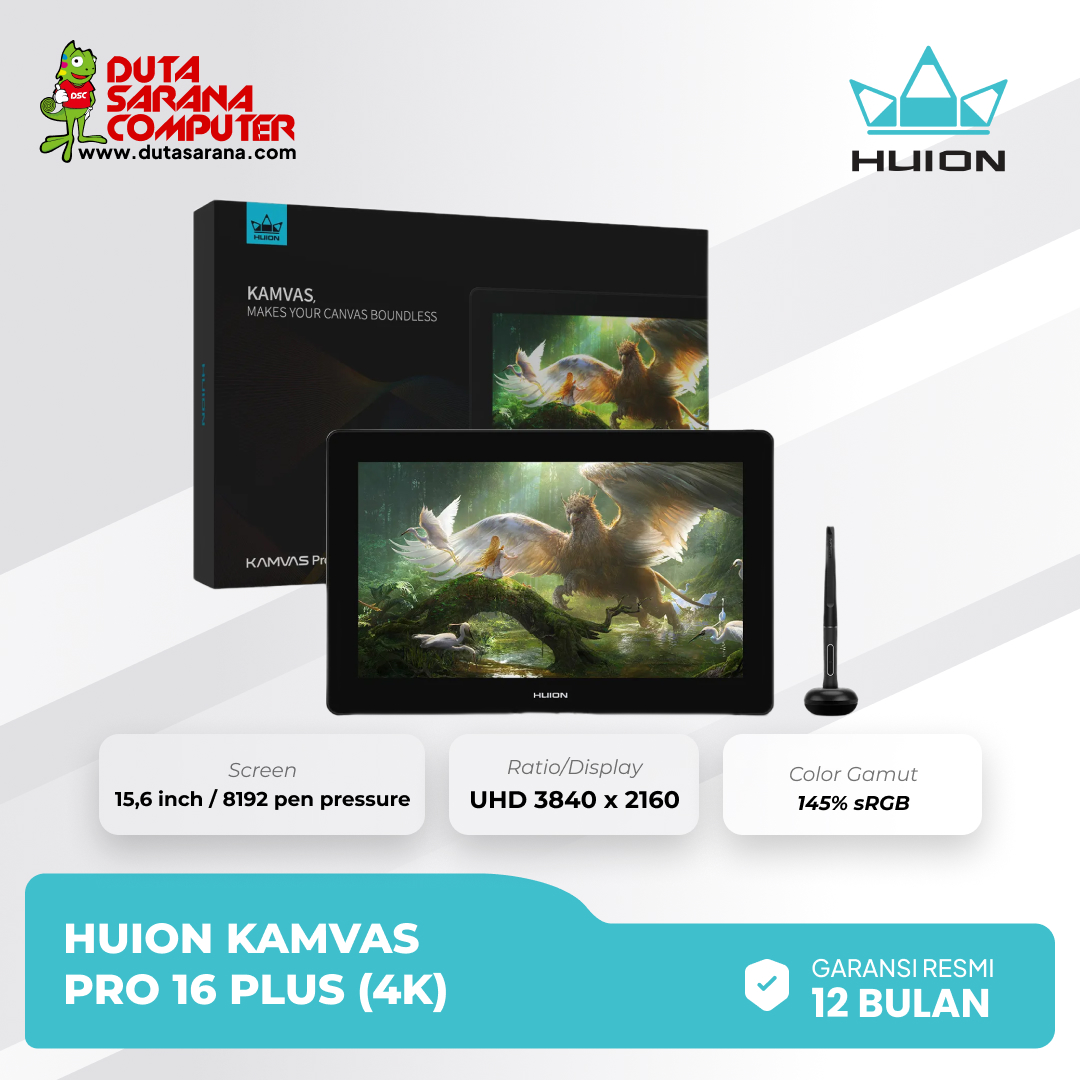 DUTA
SARANA
COMPUTER
DSC
www.dutasarana.com
HUION
HUION
KAMVAS,
MAKES YOUR CANVAS BOUNDLESS
HUION
KAMVAS Pro
HUION
Screen
15,6 inch / 8192 pen pressure
Ratio/Display
UHD 3840 x 2160
Color Gamut
145% sRGB
HUION KAMVAS
PRO 16 PLUS (4K)
GARANSI RESMI
12 BULAN